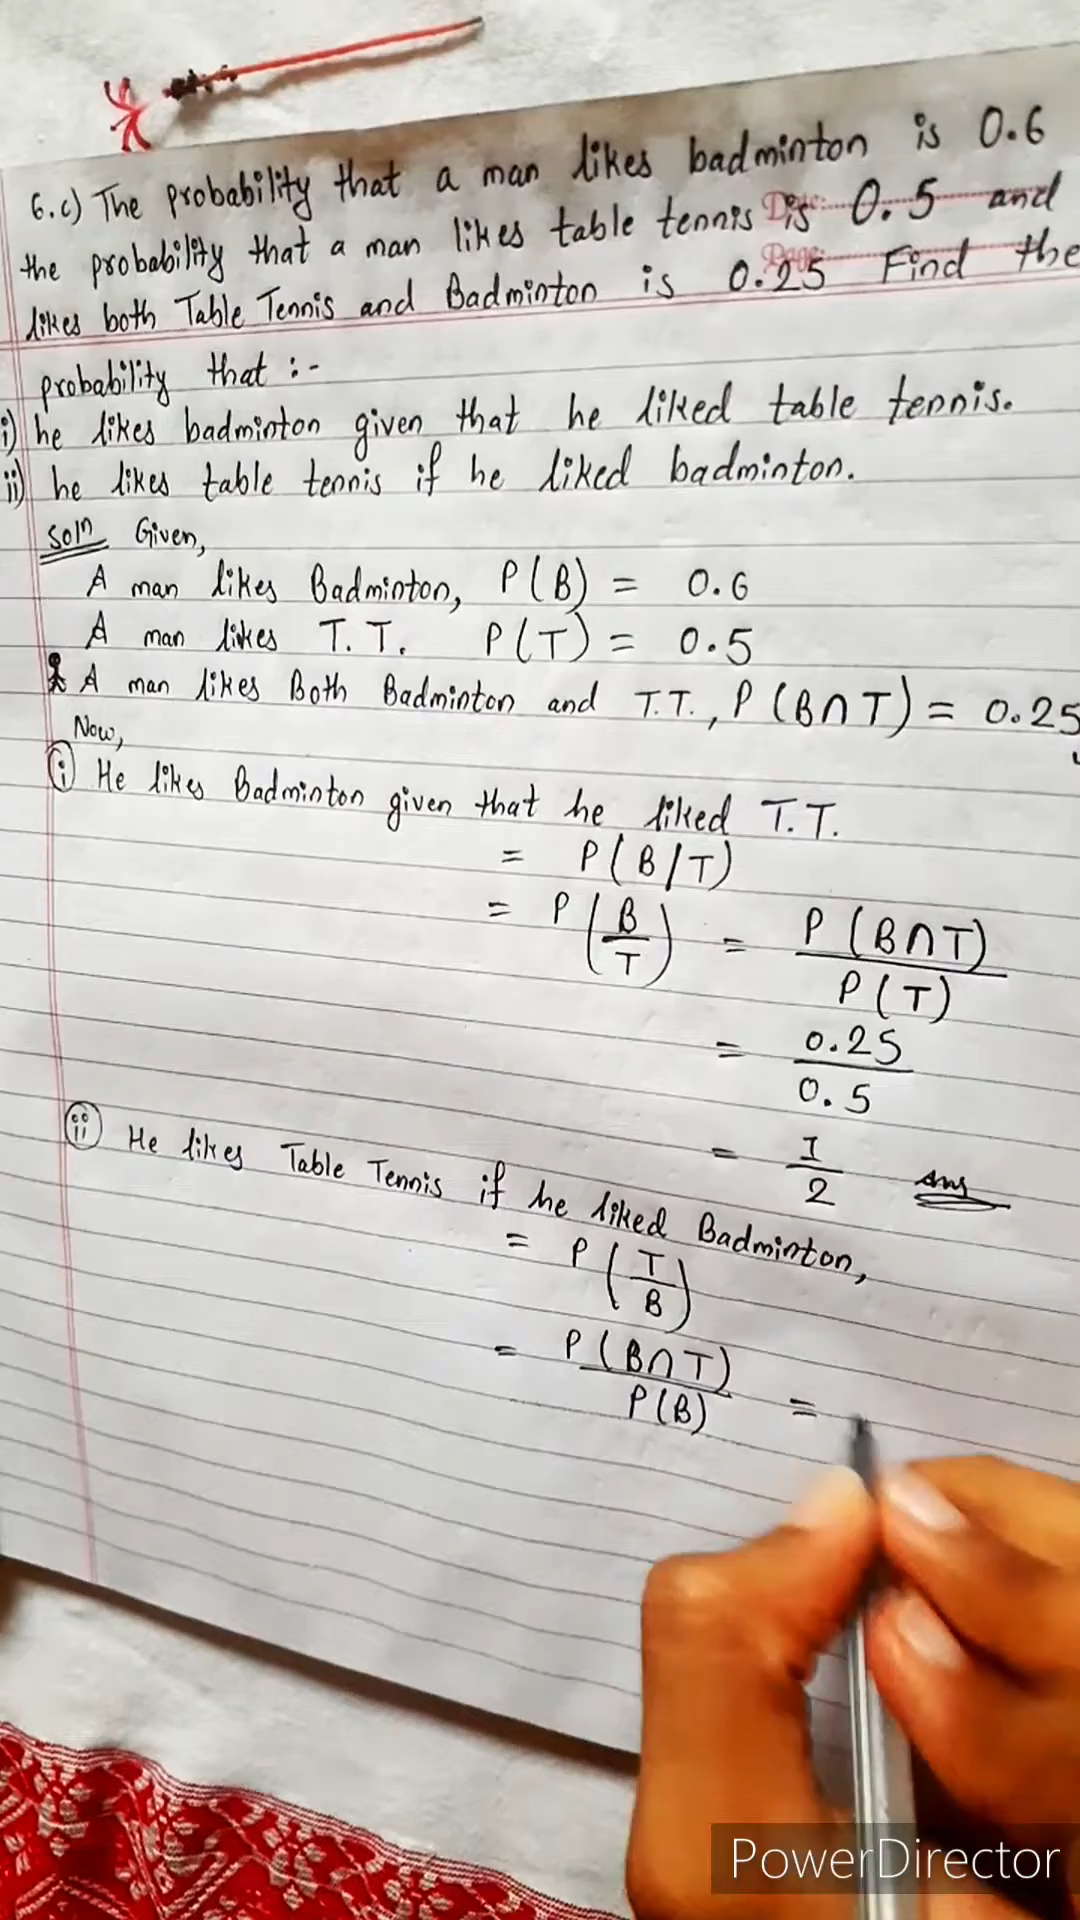 6.c) The probability that a man likes badminton is 0.6
the probability that a man likes table tennis is 0.5 and
likes both Table Tennis and Badminton is 0.25 Find the
probability that :-
i) he likes badminton given that he liked table tennis.
ii) he likes table tennis if he liked badminton.
Soln Given,
A man likes Badminton, P(B) = 0.6
A man likes T.T. P(T) = 0.5
A man likes Both Badminton and T.T., P(B∩T) = 0.25
Now,
i He likes Badminton given that he liked T.T.
= P(B/T)
= P(B/T) = P(B∩T)/P(T)
= 0.25/0.5
= 1/2 Ans
ii He likes Table Tennis if he liked Badminton,
= P(T/B)
= P(B∩T)/P(B) =
PowerDirector